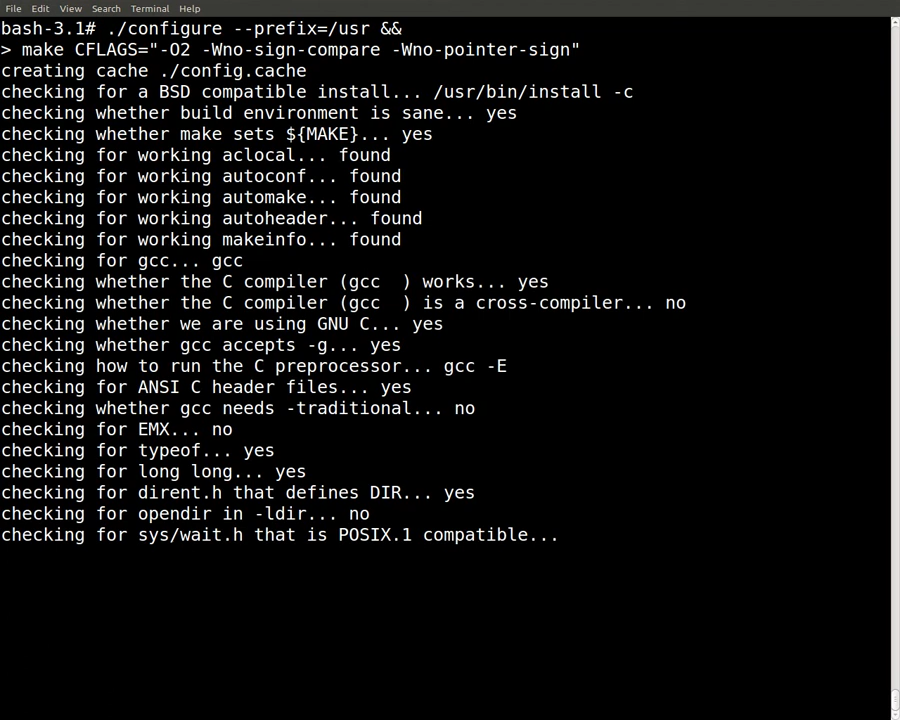 File Edit View Search Terminal Help
bash-3.1# ./configure --prefix=/usr &&
> make CFLAGS="-O2 -Wno-sign-compare -Wno-pointer-sign"
creating cache ./config.cache
checking for a BSD compatible install... /usr/bin/install -c
checking whether build environment is sane... yes
checking whether make sets ${MAKE}... yes
checking for working aclocal... found
checking for working autoconf... found
checking for working automake... found
checking for working autoheader... found
checking for working makeinfo... found
checking for gcc... gcc
checking whether the C compiler (gcc  ) works... yes
checking whether the C compiler (gcc  ) is a cross-compiler... no
checking whether we are using GNU C... yes
checking whether gcc accepts -g... yes
checking how to run the C preprocessor... gcc -E
checking for ANSI C header files... yes
checking whether gcc needs -traditional... no
checking for EMX... no
checking for typeof... yes
checking for long long... yes
checking for dirent.h that defines DIR... yes
checking for opendir in -ldir... no
checking for sys/wait.h that is POSIX.1 compatible...